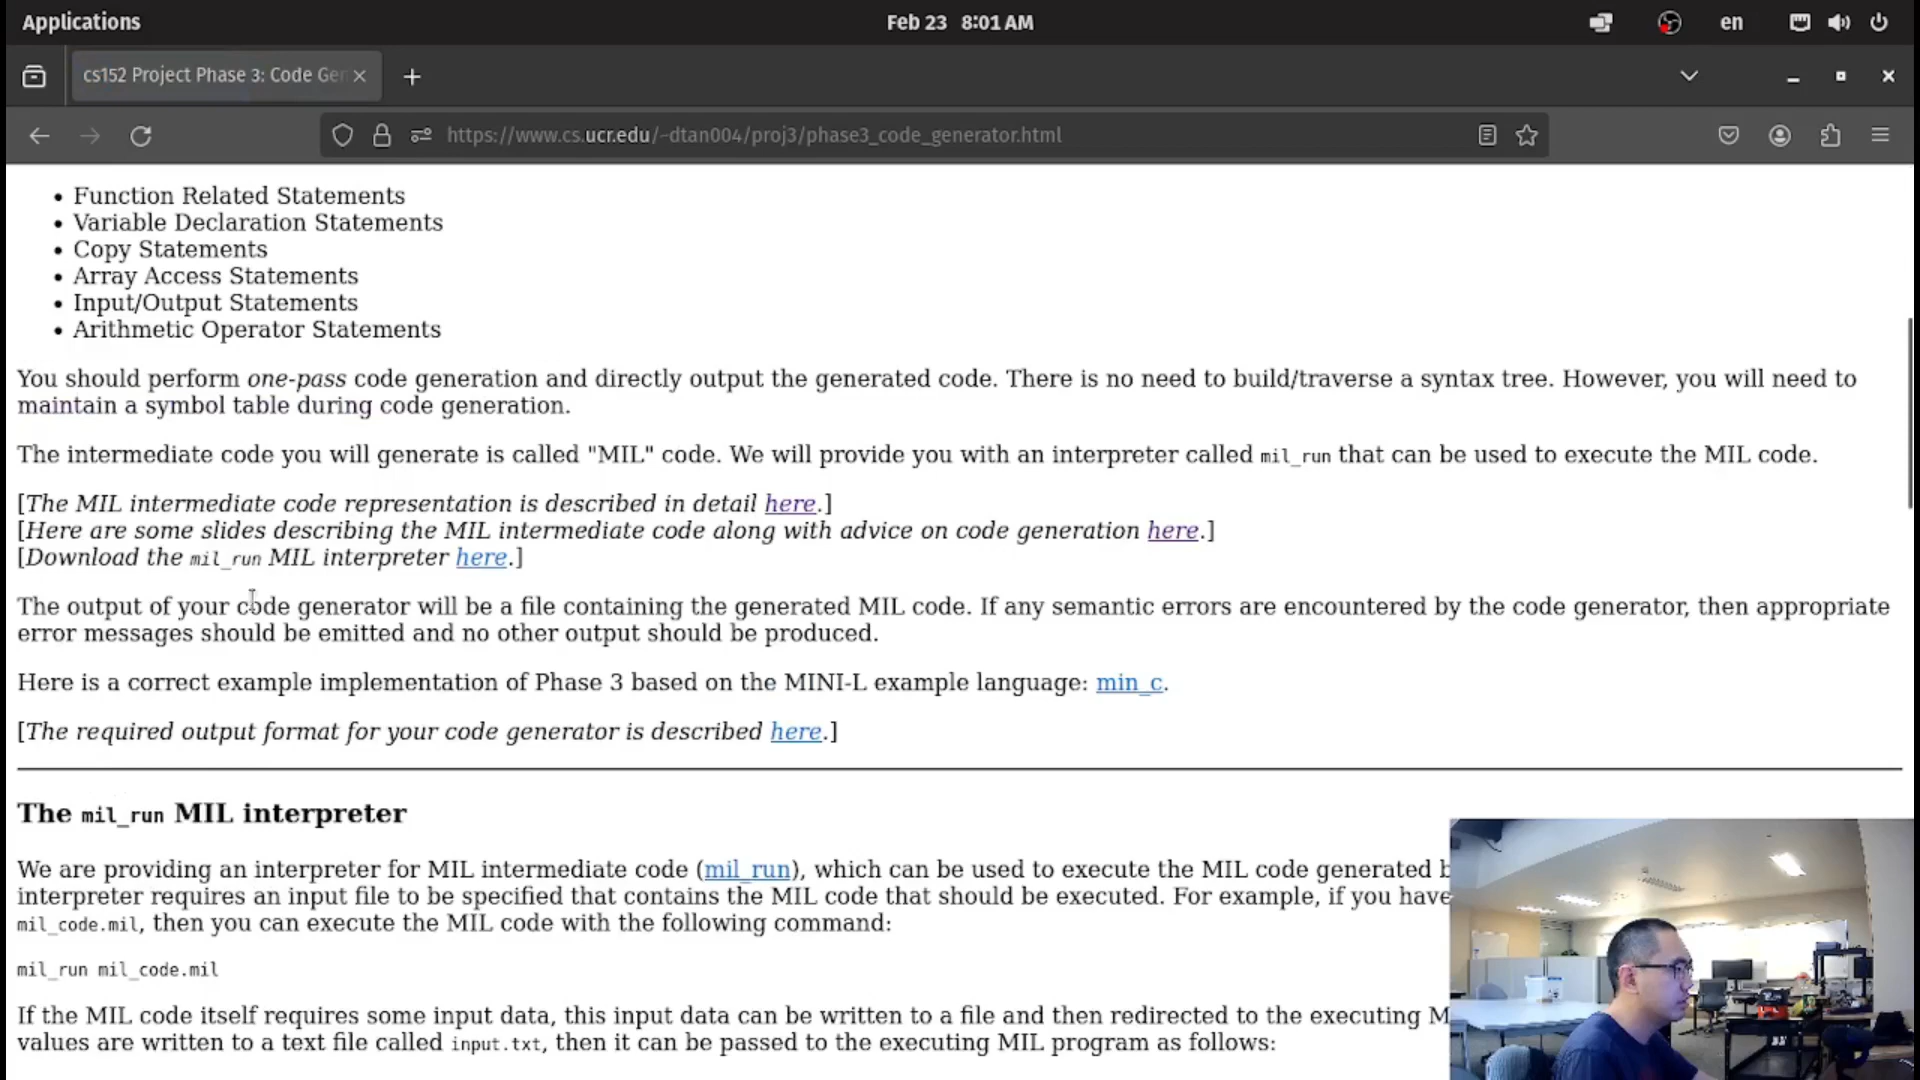 Applications
Feb 23 8:01 AM
en
cs152 Project Phase 3: Code Ger
https://www.cs.ucr.edu/~dtan004/proj3/phase3_code_generator.html
• Function Related Statements
• Variable Declaration Statements
• Copy Statements
• Array Access Statements
• Input/Output Statements
• Arithmetic Operator Statements
You should perform one-pass code generation and directly output the generated code. There is no need to build/traverse a syntax tree. However, you will need to
maintain a symbol table during code generation.
The intermediate code you will generate is called "MIL" code. We will provide you with an interpreter called mil_run that can be used to execute the MIL code.
[The MIL intermediate code representation is described in detail here.]
[Here are some slides describing the MIL intermediate code along with advice on code generation here.]
[Download the mil_run MIL interpreter here.]
The output of your code generator will be a file containing the generated MIL code. If any semantic errors are encountered by the code generator, then appropriate
error messages should be emitted and no other output should be produced.
Here is a correct example implementation of Phase 3 based on the MINI-L example language: min_c.
[The required output format for your code generator is described here.]
The mil_run MIL interpreter
We are providing an interpreter for MIL intermediate code (mil_run), which can be used to execute the MIL code generated b
interpreter requires an input file to be specified that contains the MIL code that should be executed. For example, if you have
mil_code.mil, then you can execute the MIL code with the following command:
mil_run mil_code.mil
If the MIL code itself requires some input data, this input data can be written to a file and then redirected to the executing M
values are written to a text file called input.txt, then it can be passed to the executing MIL program as follows: